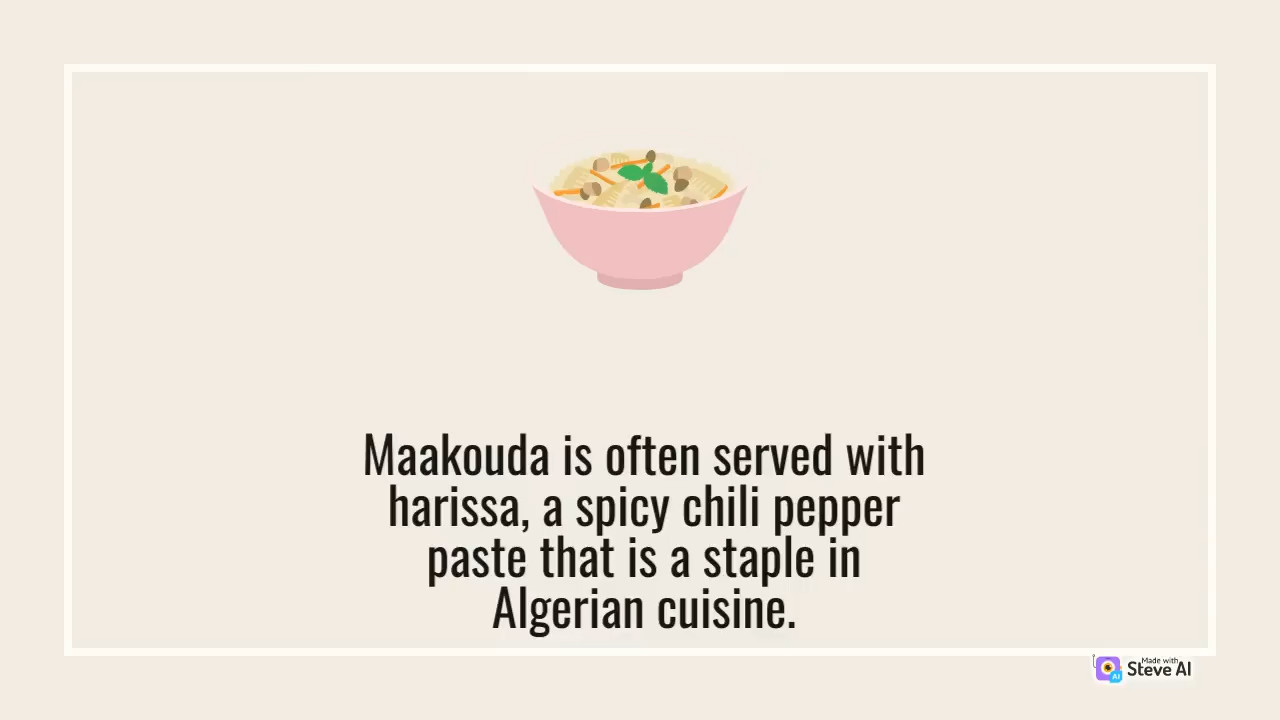 Maakouda is often served with
harissa, a spicy chili pepper
paste that is a staple in
Algerian cuisine.
Made with
Steve AI
AI